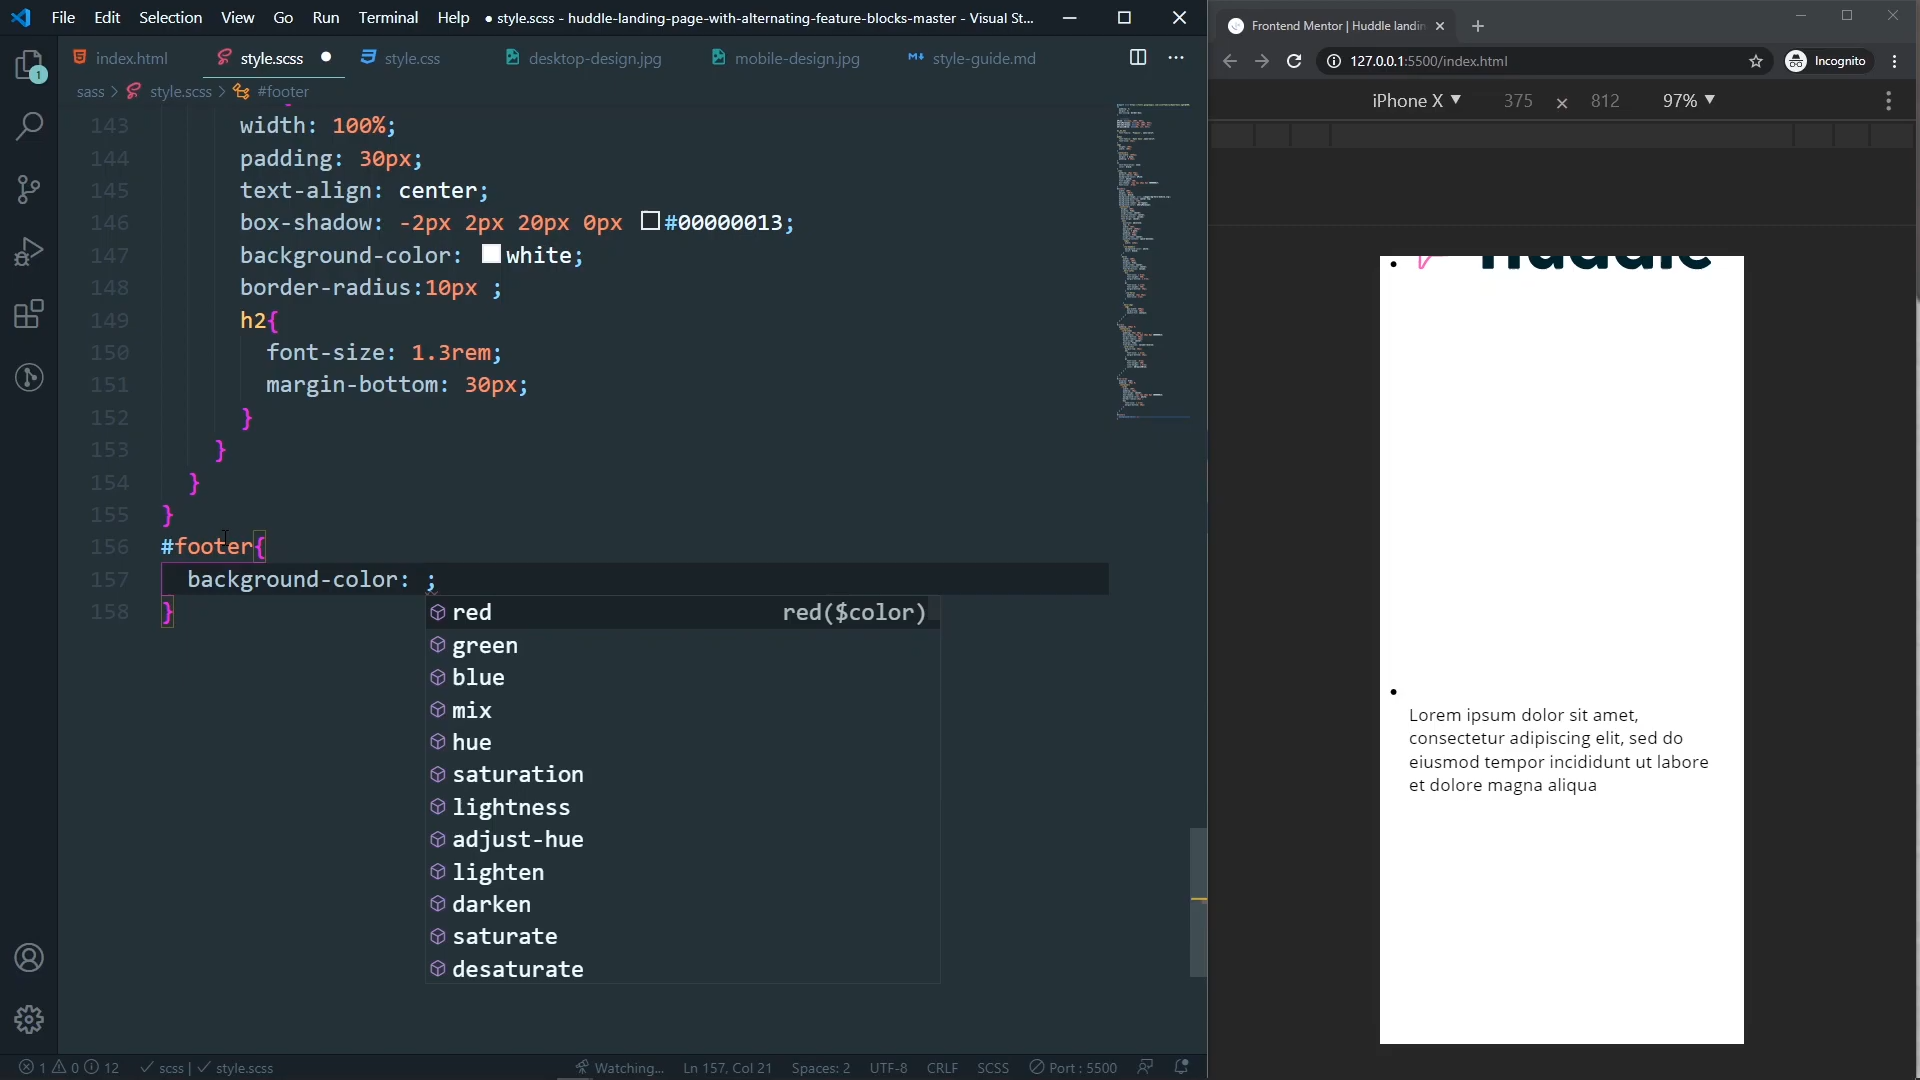 File Edit Selection View Go Run Terminal Help ● style.scss - huddle-landing-page-with-alternating-feature-blocks-master - Visual St...
index.html style.scss style.css desktop-design.jpg mobile-design.jpg style-guide.md
sass > style.scss > #footer
143 width: 100%;
144 padding: 30px;
145 text-align: center;
146 box-shadow: -2px 2px 20px 0px #00000013;
147 background-color: white;
148 border-radius:10px ;
149 h2{
150 font-size: 1.3rem;
151 margin-bottom: 30px;
152 }
153 }
154 }
155 }
156 #footer{
157 background-color: ;
158 }
red red($color)
green
blue
mix
hue
saturation
lightness
adjust-hue
lighten
darken
saturate
desaturate
1
1 0 12 scss | style.scss Watching... Ln 157, Col 21 Spaces: 2 UTF-8 CRLF SCSS Port : 5500
Frontend Mentor | Huddle landin
127.0.0.1:5500/index.html Incognito
iPhone X 375 × 812 97%
Huddle
Lorem ipsum dolor sit amet,
consectetur adipiscing elit, sed do
eiusmod tempor incididunt ut labore
et dolore magna aliqua